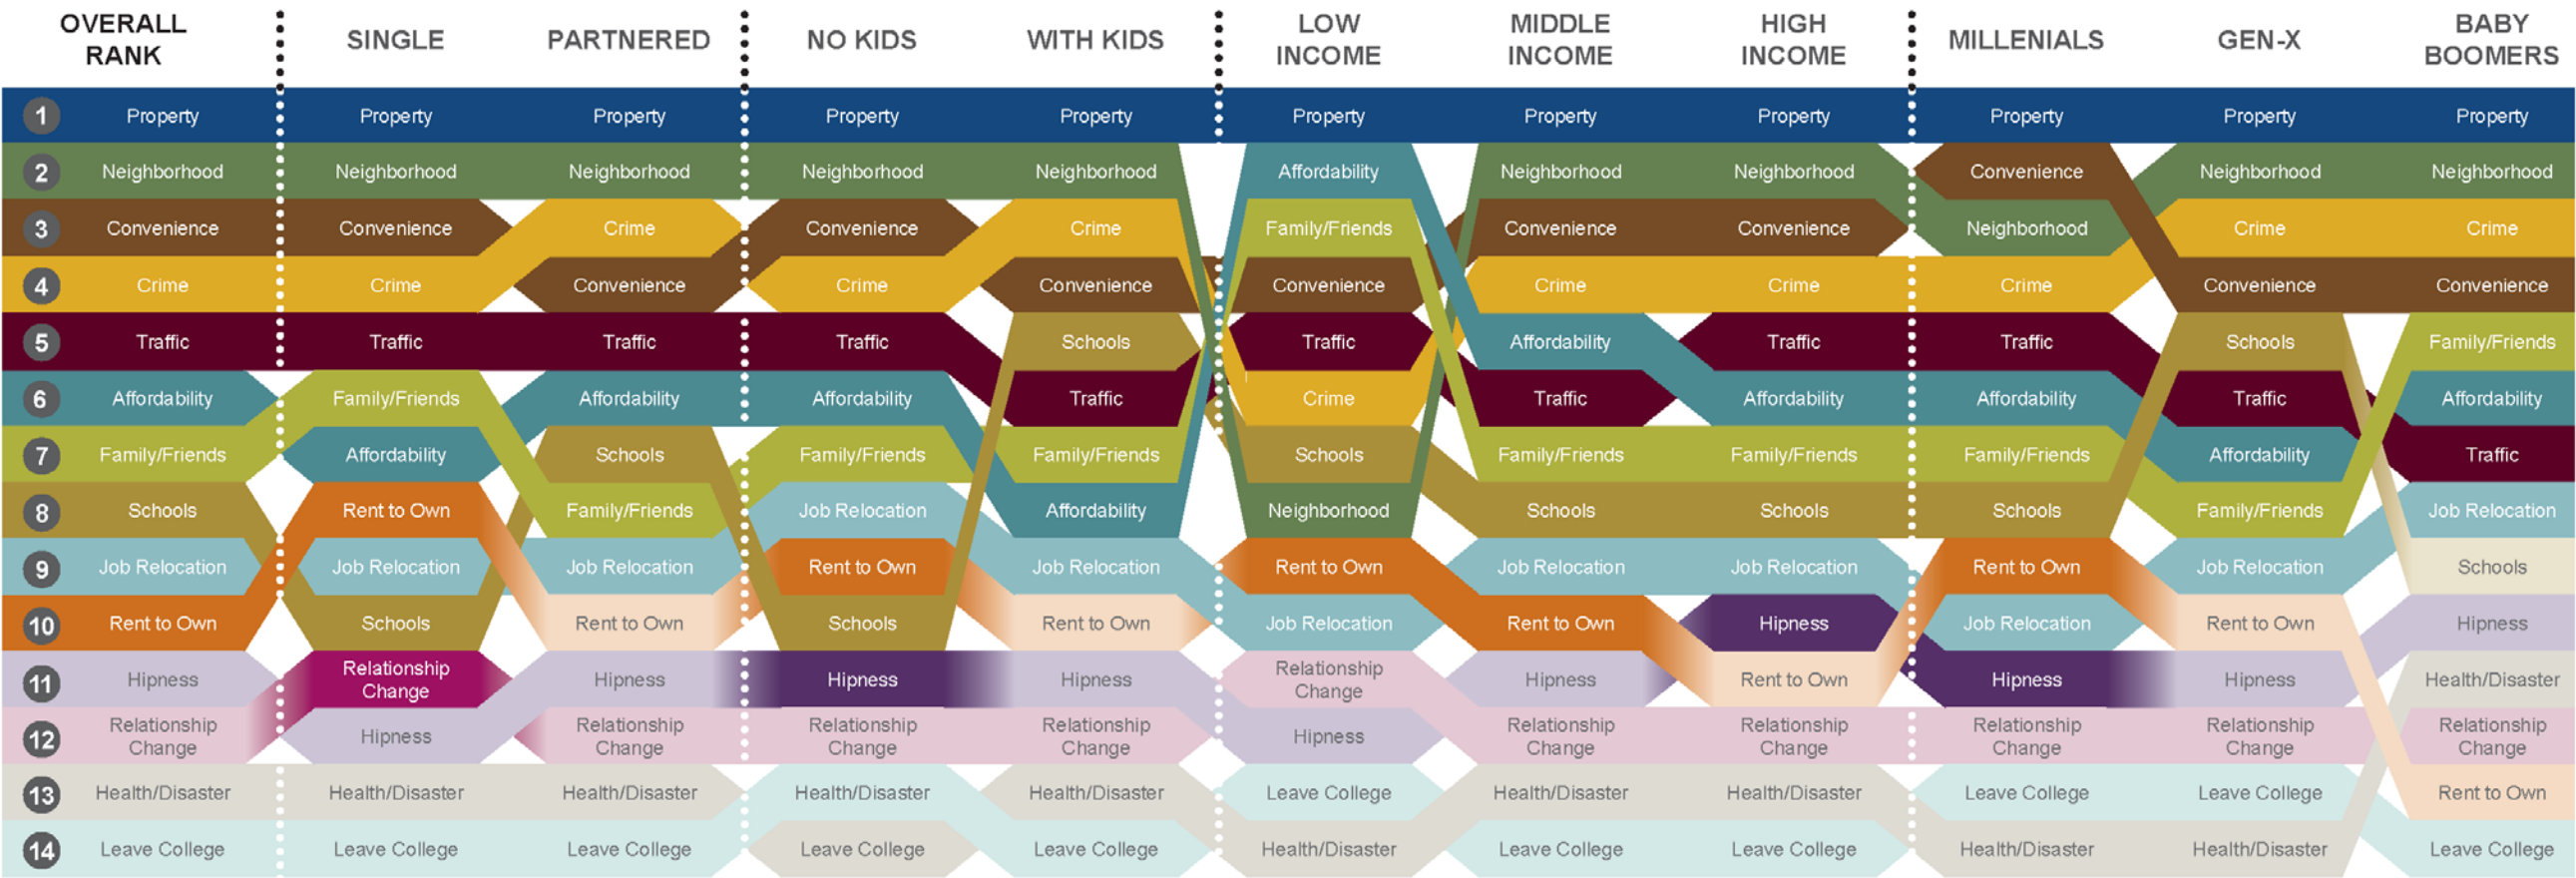 OVERALL RANK SINGLE PARTNERED NO KIDS WITH KIDS LOW INCOME MIDDLE INCOME HIGH INCOME MILLENIALS GEN-X BABY BOOMERS
1 Property Property Property Property Property Property Property Property Property Property Property
2 Neighborhood Neighborhood Neighborhood Neighborhood Neighborhood Affordability Neighborhood Neighborhood Convenience Neighborhood Neighborhood
3 Convenience Convenience Crime Convenience Crime Family/Friends Convenience Convenience Neighborhood Crime Crime
4 Crime Crime Convenience Crime Convenience Convenience Crime Crime Crime Convenience Convenience
5 Traffic Traffic Traffic Traffic Schools Traffic Affordability Traffic Traffic Schools Family/Friends
6 Affordability Family/Friends Affordability Affordability Traffic Crime Traffic Affordability Affordability Traffic Affordability
7 Family/Friends Affordability Schools Family/Friends Family/Friends Schools Family/Friends Family/Friends Family/Friends Affordability Traffic
8 Schools Rent to Own Family/Friends Job Relocation Affordability Neighborhood Schools Schools Schools Family/Friends Job Relocation
9 Job Relocation Job Relocation Job Relocation Rent to Own Job Relocation Rent to Own Job Relocation Job Relocation Rent to Own Job Relocation Schools
10 Rent to Own Schools Rent to Own Schools Rent to Own Job Relocation Rent to Own Hipness Job Relocation Rent to Own Hipness
11 Hipness Relationship Change Hipness Hipness Hipness Relationship Change Hipness Rent to Own Hipness Hipness Health/Disaster
12 Relationship Change Hipness Relationship Change Relationship Change Relationship Change Hipness Relationship Change Relationship Change Relationship Change Relationship Change Relationship Change
13 Health/Disaster Health/Disaster Health/Disaster Health/Disaster Health/Disaster Leave College Health/Disaster Health/Disaster Leave College Leave College Rent to Own
14 Leave College Leave College Leave College Leave College Leave College Health/Disaster Leave College Leave College Health/Disaster Health/Disaster Leave College